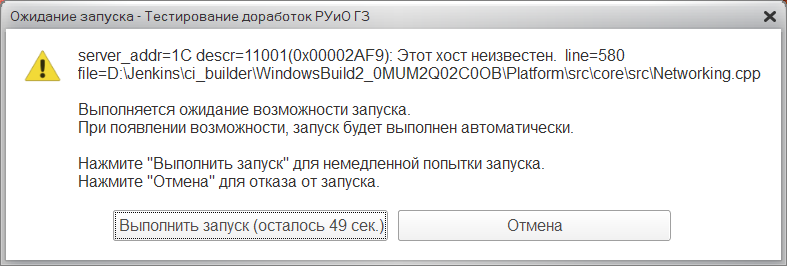 Ожидание запуска - Тестирование доработок РУиО ГЗ
server_addr=1C descr=11001(0x00002AF9): Этот хост неизвестен. line=580
file=D:\Jenkins\ci_builder\WindowsBuild2_0MUM2Q02C0OB\Platform\src\core\src\Networking.cpp
Выполняется ожидание возможности запуска.
При появлении возможности, запуск будет выполнен автоматически.
Нажмите "Выполнить запуск" для немедленной попытки запуска.
Нажмите "Отмена" для отказа от запуска.
Выполнить запуск (осталось 49 сек.)
Отмена